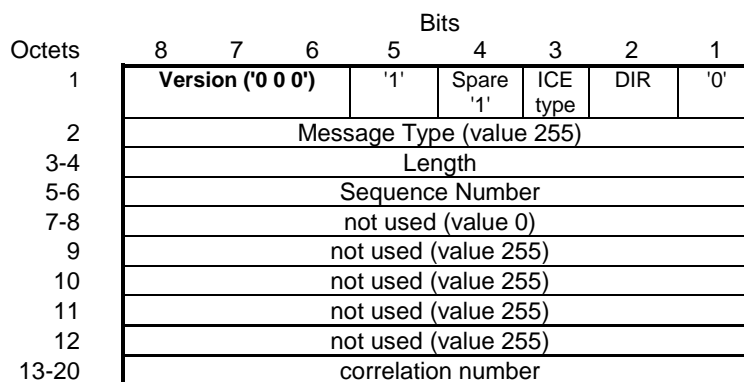 Bits
Octets 8 7 6 5 4 3 2 1
1 Version ('0 0 0') '1' Spare '1' ICE type DIR '0'
2 Message Type (value 255)
3-4 Length
5-6 Sequence Number
7-8 not used (value 0)
9 not used (value 255)
10 not used (value 255)
11 not used (value 255)
12 not used (value 255)
13-20 correlation number